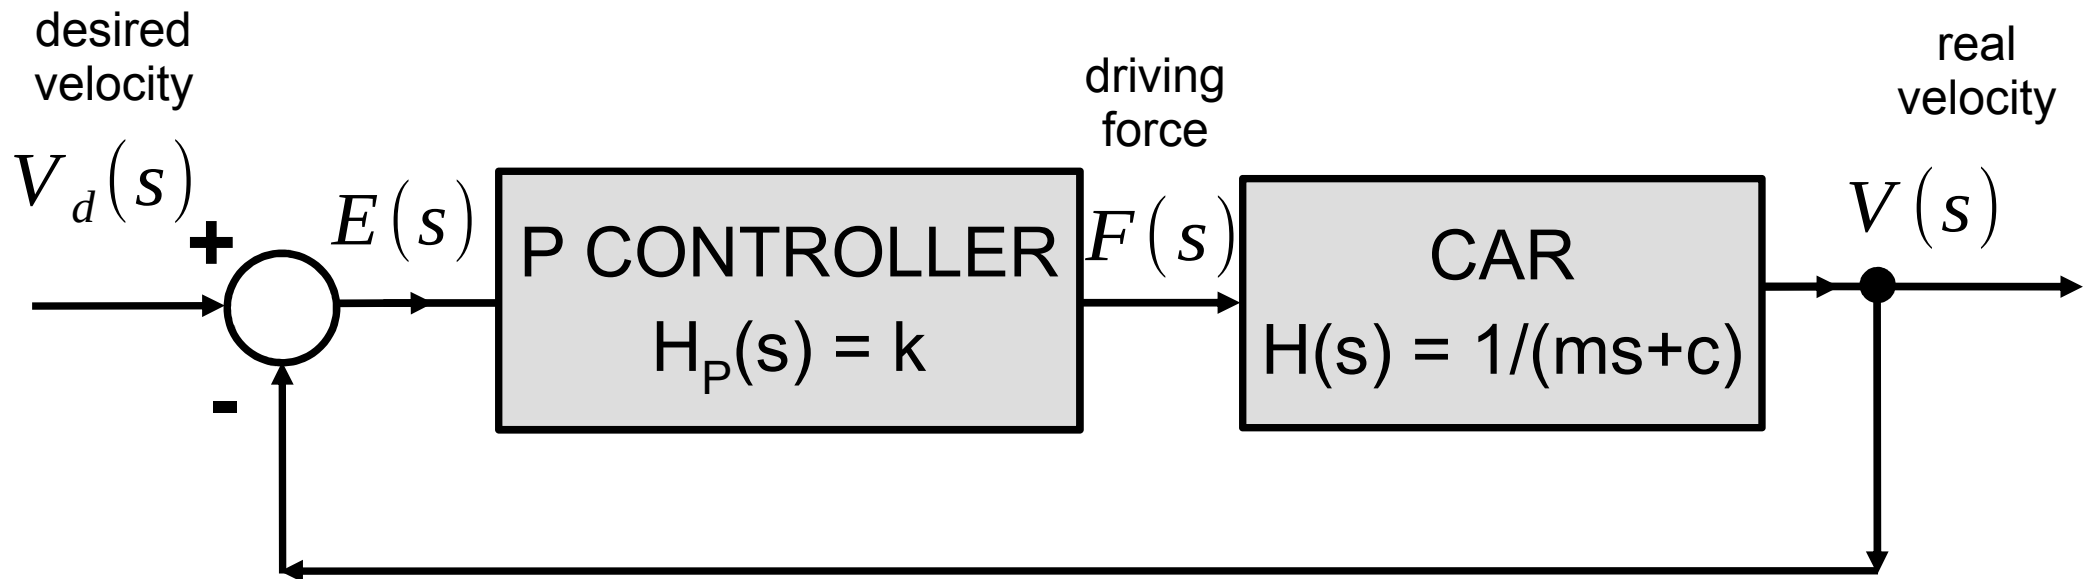 desired
velocity
V_d(s)
+
-
E(s)
P CONTROLLER
H_P(s) = k
driving
force
F(s)
CAR
H(s) = 1/(ms+c)
real
velocity
V(s)